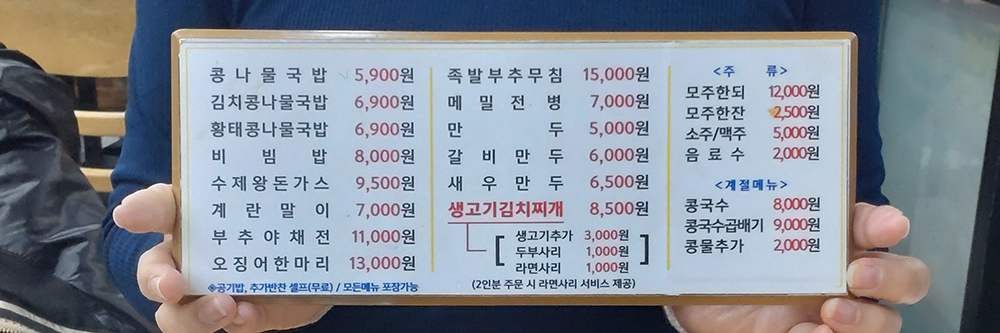 콩나물국밥 5,900원
김치콩나물국밥 6,900원
황태콩나물국밥 6,900원
비빔밥 8,000원
수제왕돈가스 9,500원
계란말이 7,000원
부추야채전 11,000원
오징어한마리 13,000원
※공기밥, 추가반찬 셀프(무료) / 모든메뉴 포장가능
족발부추무침 15,000원
메밀전병 7,000원
만두 5,000원
갈비만두 6,000원
새우만두 6,500원
생고기김치찌개 8,500원
생고기추가 3,000원
두부사리 1,000원
라면사리 1,000원
(2인분 주문 시 라면사리 서비스 제공)
<주류>
모주한되 12,000원
모주한잔 2,500원
소주/맥주 5,000원
음료수 2,000원
<계절메뉴>
콩국수 8,000원
콩국수곱배기 9,000원
콩물추가 2,000원